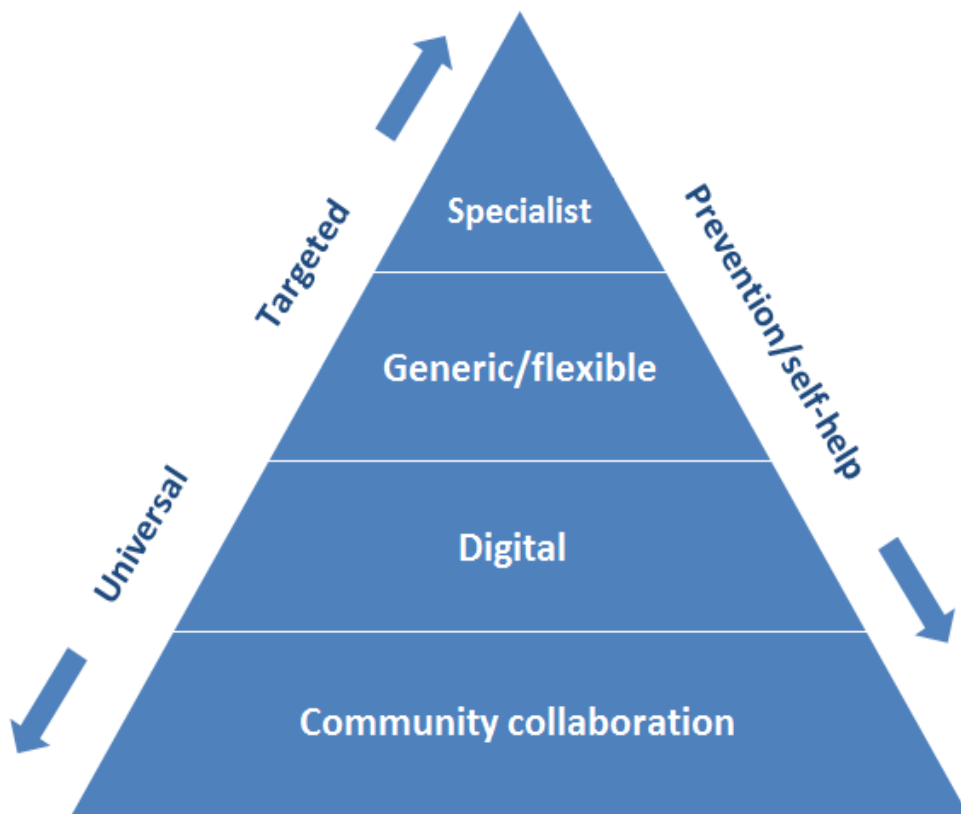 Specialist
Targeted
Prevention/self-help
Generic/flexible
Universal
Digital
Community collaboration